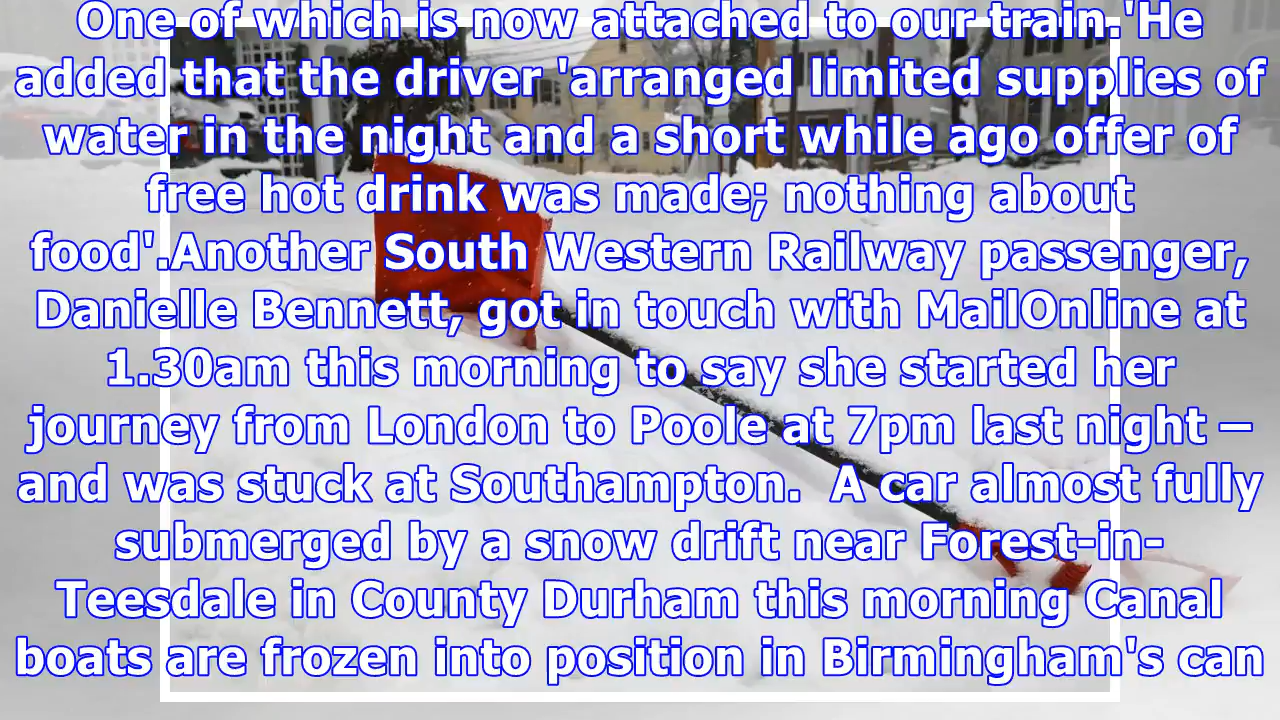 One of which is now attached to our train.'He
added that the driver 'arranged limited supplies of
water in the night and a short while ago offer of
free hot drink was made; nothing about
food'.Another South Western Railway passenger,
Danielle Bennett, got in touch with MailOnline at
1.30am this morning to say she started her
journey from London to Poole at 7pm last night –
and was stuck at Southampton.  A car almost fully
submerged by a snow drift near Forest-in-
Teesdale in County Durham this morning Canal
boats are frozen into position in Birmingham's can